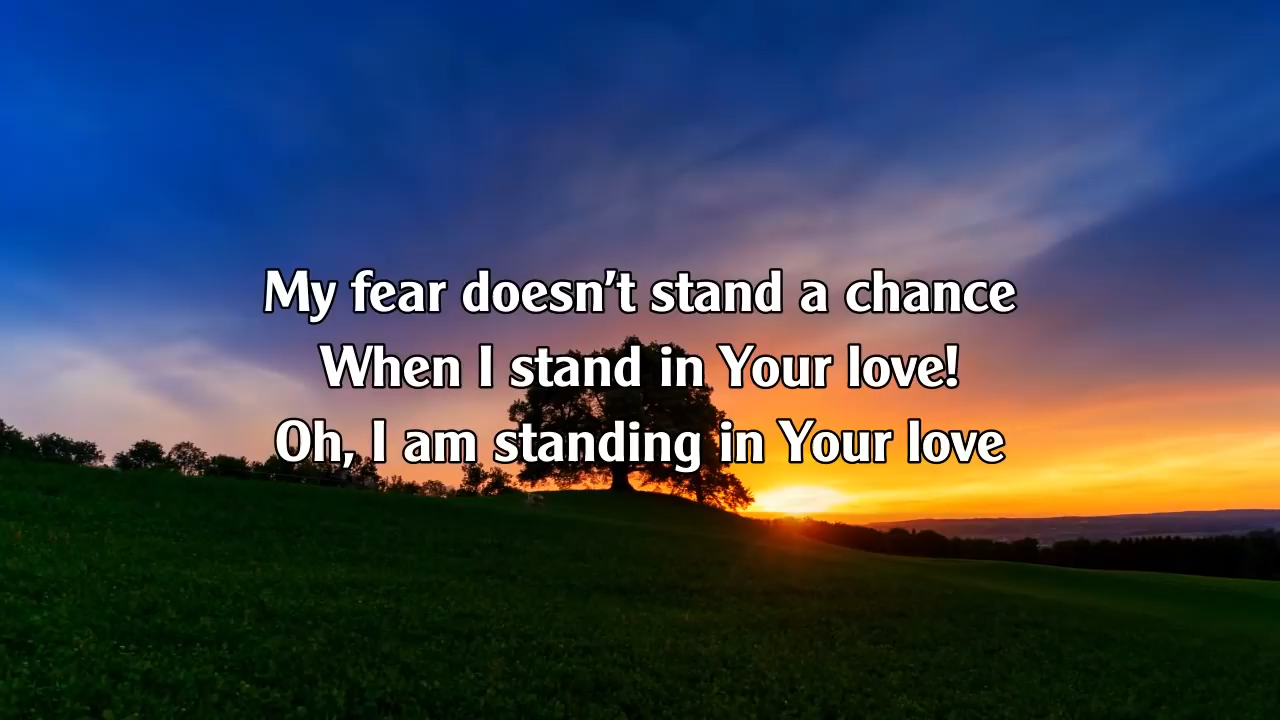 My fear doesn’t stand a chance
When I stand in Your love!
Oh, I am standing in Your love